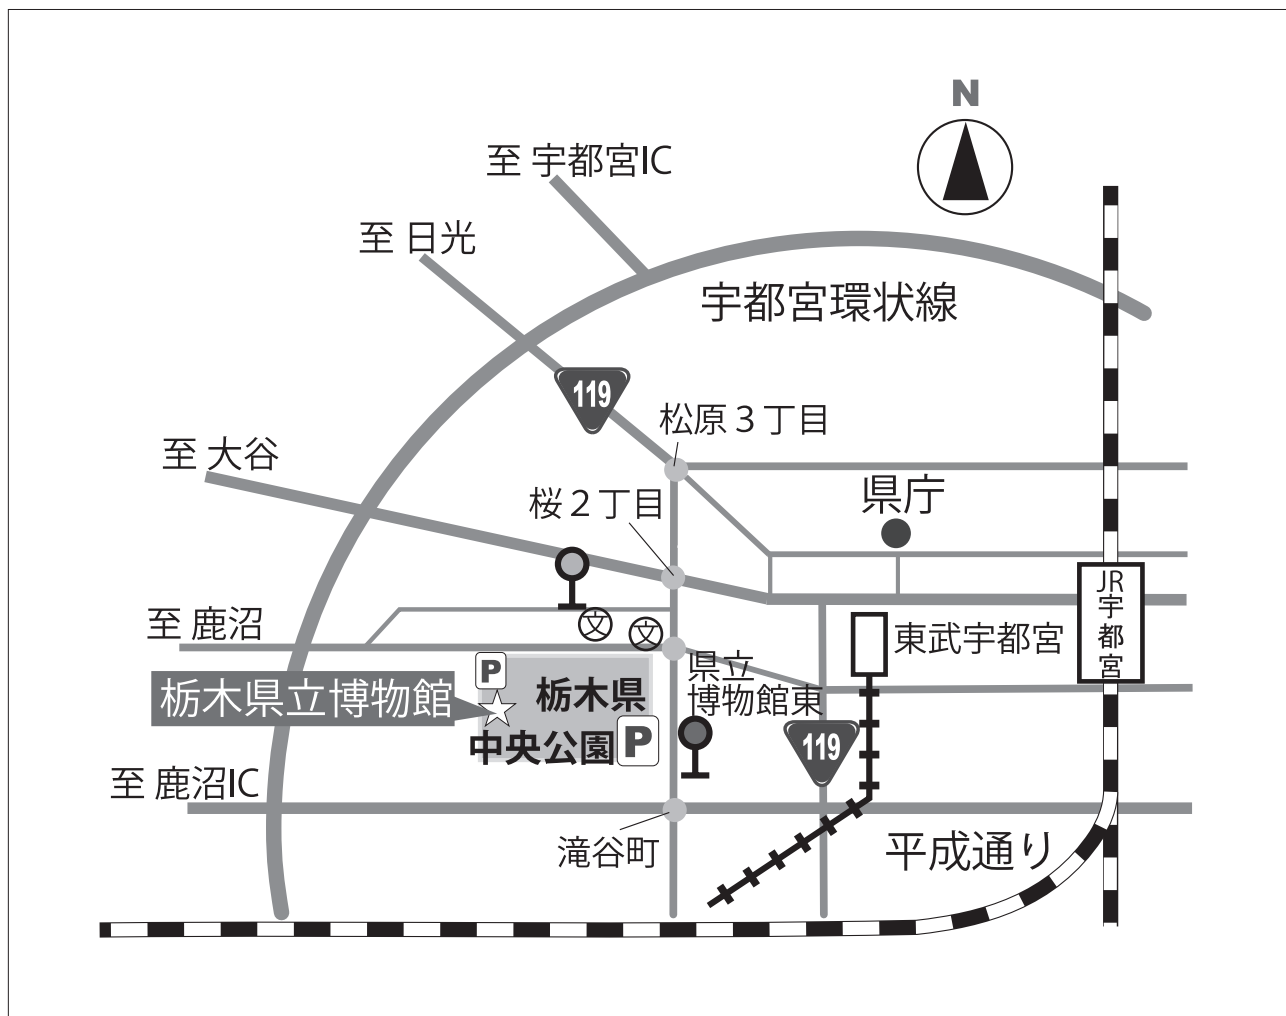 N
至 宇都宮IC
至 日光
宇都宮環状線
119
松原３丁目
至 大谷
県庁
桜２丁目
JR宇都宮
至 鹿沼
文
文
東武宇都宮
県立
博物館東
P
栃木県立博物館
栃木県
中央公園
P
119
至 鹿沼IC
滝谷町
平成通り